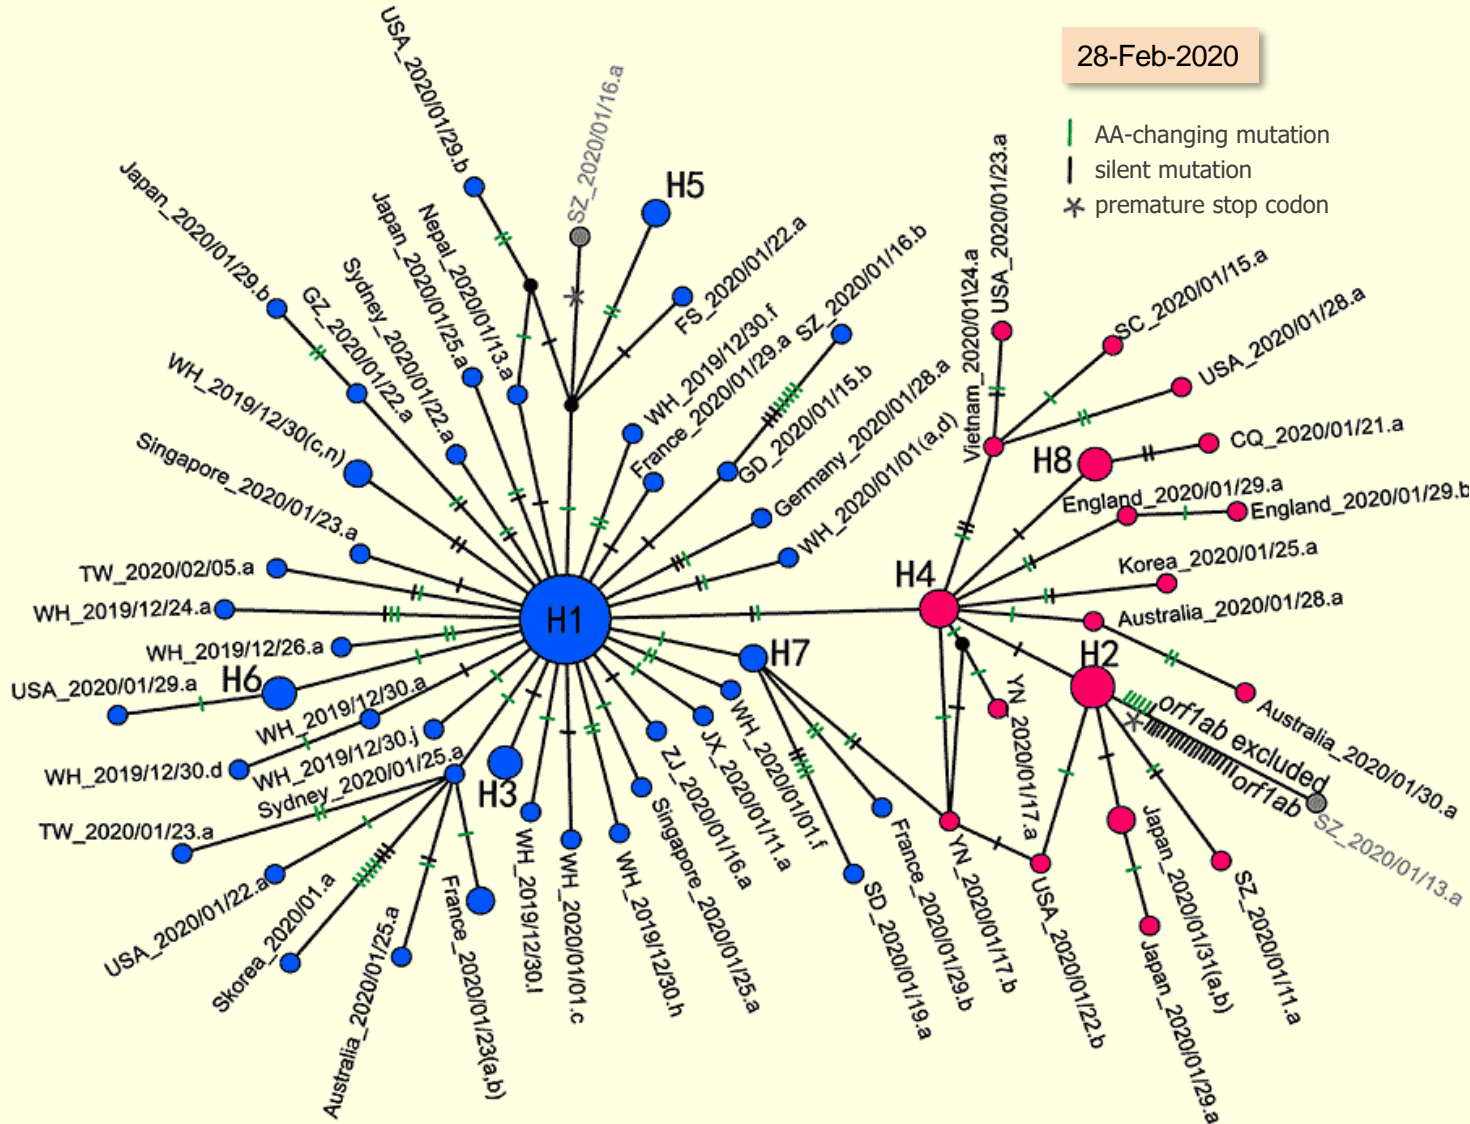 28-Feb-2020
AA-changing mutation
silent mutation
premature stop codon
USA_2020/01/29.b
SZ_2020/01/16.a
H5
Japan_2020/01/29.b
Japan_2020/01/25.a
Nepal_2020/01/13.a
FS_2020/01/22.a
Sydney_2020/01/22.a
GZ_2020/01/22.a
WH_2019/12/30.f
SZ_2020/01/16.b
France_2020/01/29.a
GD_2020/01/15.b
WH_2019/12/30(c,n)
Singapore_2020/01/23.a
Germany_2020/01/28.a
WH_2020/01/01(a,d)
Vietnam_2020/01\24.a
USA_2020/01/23.a
SC_2020/01/15.a
USA_2020/01/28.a
H8
CQ_2020/01/21.a
England_2020/01/29.a
England_2020/01/29.b
TW_2020/02/05.a
WH_2019/12/24.a
H1
H4
Korea_2020/01/25.a
Australia_2020/01/28.a
WH_2019/12/26.a
H7
H2
USA_2020/01/29.a
H6
WH_2019/12/30.a
WH_2019/12/30.d
WH_2019/12/30.j
Sydney_2020/01/25.a
H3
TW_2020/01/23.a
USA_2020/01/22.a
Skorea_2020/01.a
Australia_2020/01/25.a
France_2020/01/23(a,b)
WH_2019/12/30.l
WH_2020/01/01.c
WH_2019/12/30.h
Singapore_2020/01/25.a
ZJ_2020/01/16.a
JX_2020/01/11.a
WH_2020/01/01.f
SD_2020/01/19.a
France_2020/01/29.b
YN_2020/01/17.b
YN_2020/01/17.a
USA_2020/01/22.b
orf1ab excluded
orf1ab
Australia_2020/01/30.a
SZ_2020/01/13.a
Japan_2020/01/31(a,b)
SZ_2020/01/11.a
Japan_2020/01/29.a